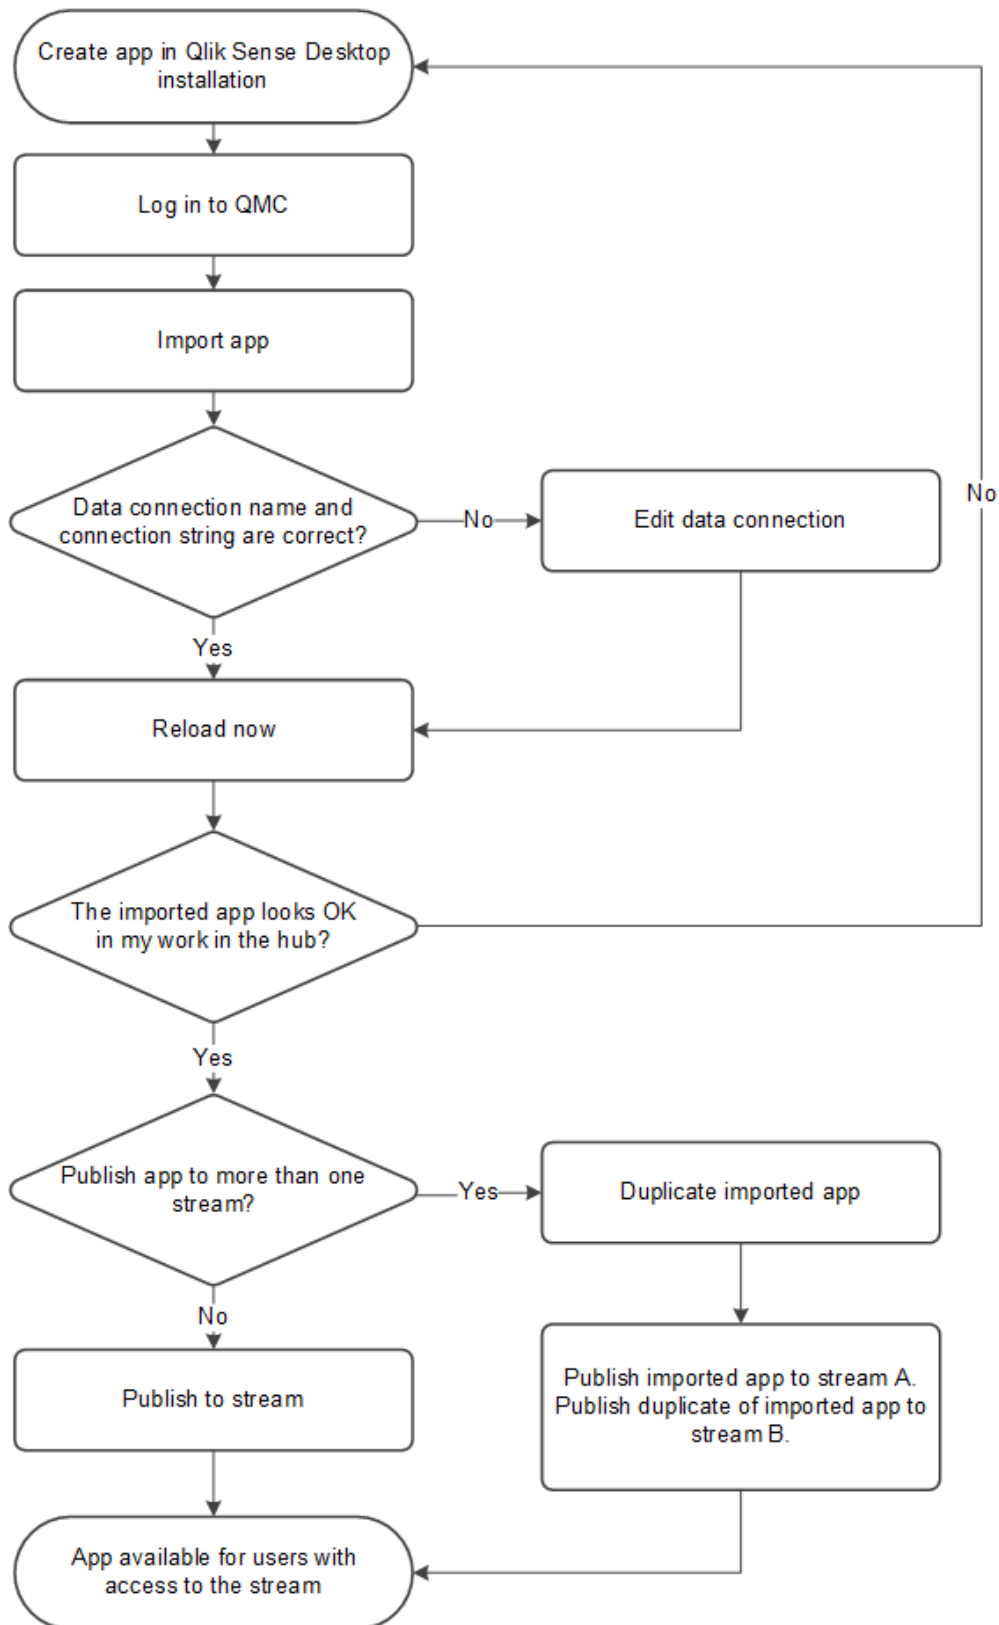 Create app in Qlik Sense Desktop
installation
Log in to QMC
Import app
Data connection name and
connection string are correct?
No
Edit data connection
No
Yes
Reload now
The imported app looks OK
in my work in the hub?
Yes
Publish app to more than one
stream?
Yes
Duplicate imported app
No
Publish to stream
Publish imported app to stream A.
Publish duplicate of imported app to
stream B.
App available for users with
access to the stream